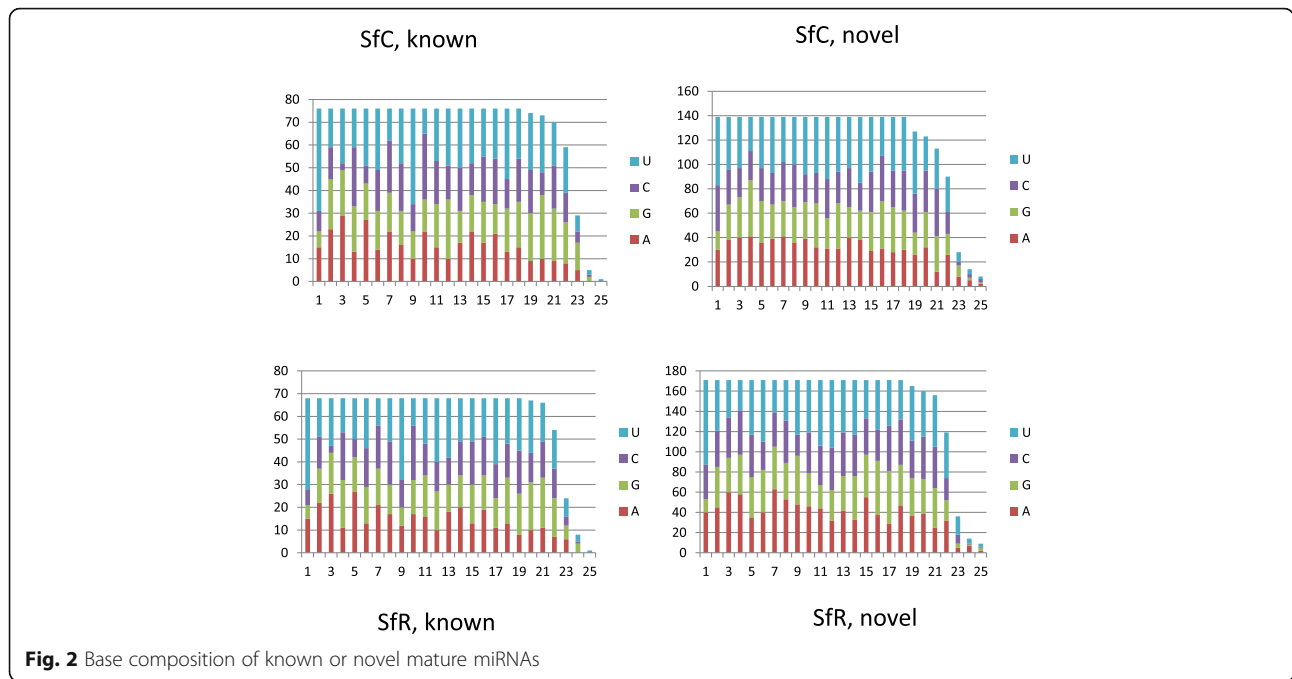 SfC, known
80
70
60
50
40
30
20
10
0
1 3 5 7 9 11 13 15 17 19 21 23 25
U
C
G
A
SfC, novel
160
140
120
100
80
60
40
20
0
1 3 5 7 9 11 13 15 17 19 21 23 25
U
C
G
A
80
70
60
50
40
30
20
10
0
1 3 5 7 9 11 13 15 17 19 21 23 25
U
C
G
A
SfR, known
180
160
140
120
100
80
60
40
20
0
1 3 5 7 9 11 13 15 17 19 21 23 25
U
C
G
A
SfR, novel
Fig. 2 Base composition of known or novel mature miRNAs